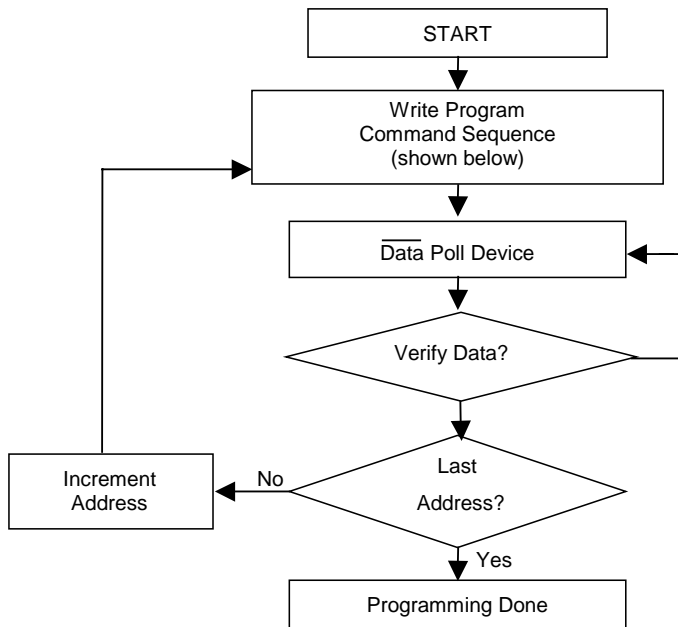 START
Write Program
Command Sequence
(shown below)
Data Poll Device
Verify Data?
Last
Address?
No
Increment
Address
Yes
Programming Done